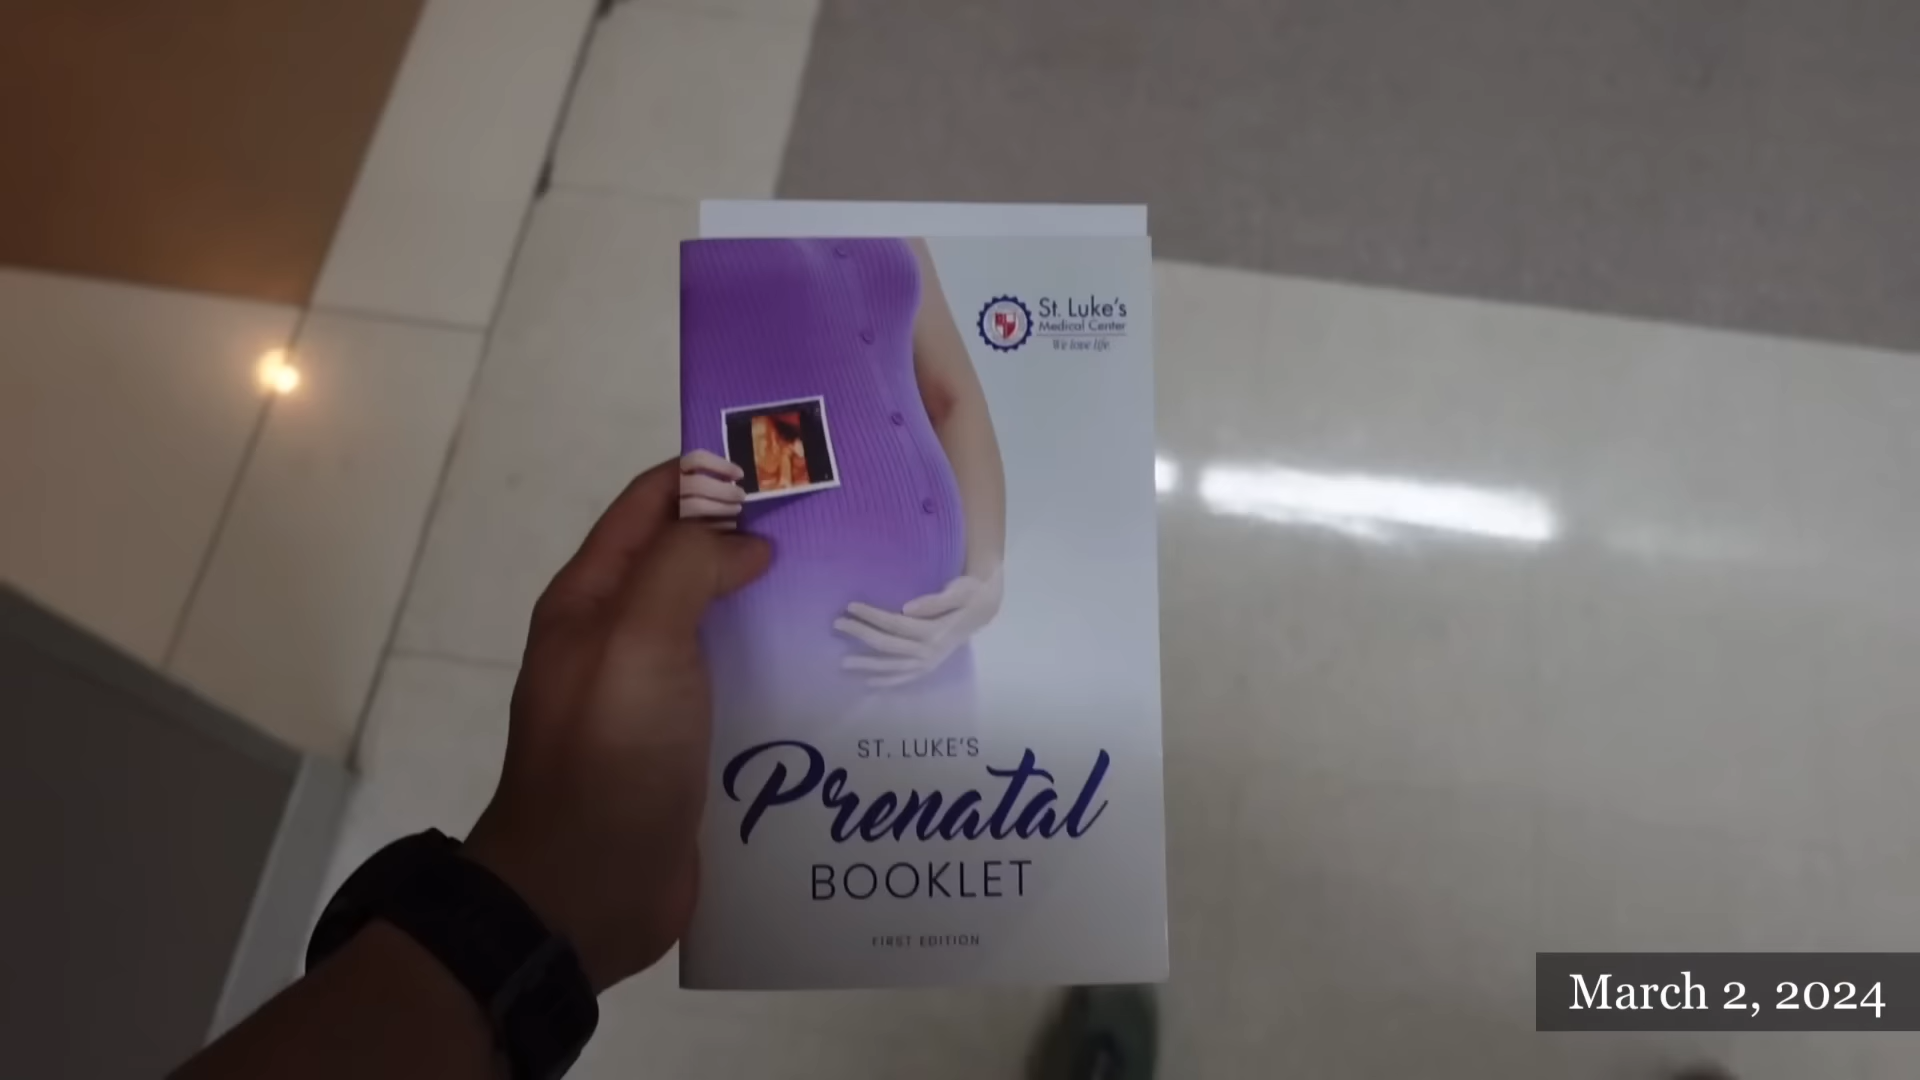 St. Luke's
Medical Center
We love life
ST. LUKE'S
Prenatal
BOOKLET
FIRST EDITION
March 2, 2024